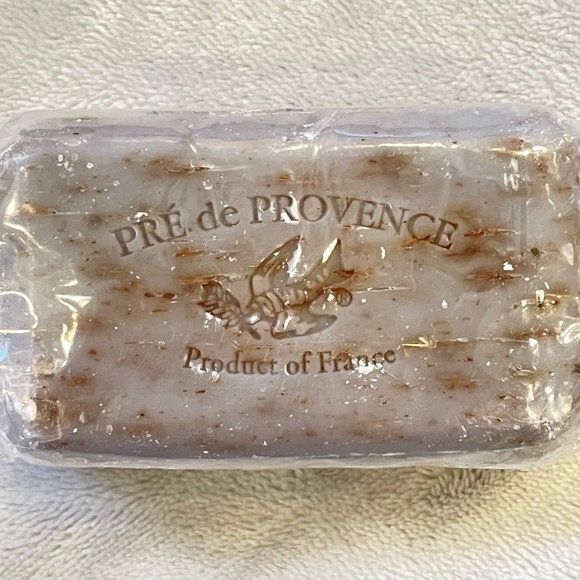 PRÉ de PROVENCE
®
Product of France